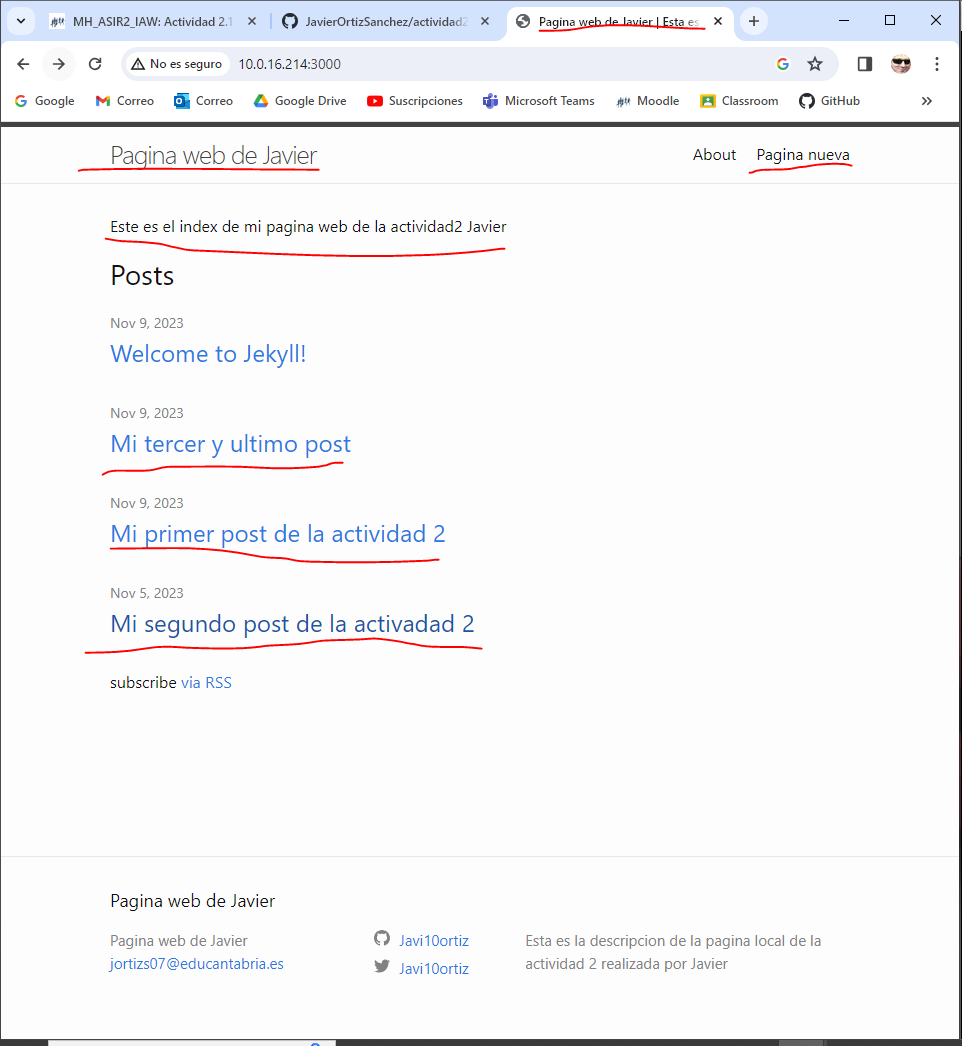 MH_ASIR2_IAW: Actividad 2.1
JavierOrtizSanchez/actividad2
Pagina web de Javier | Esta es
No es seguro
10.0.16.214:3000
Google
Correo
Correo
Google Drive
Suscripciones
Microsoft Teams
Moodle
Classroom
GitHub
Pagina web de Javier
About
Pagina nueva
Este es el index de mi pagina web de la actividad2 Javier
Posts
Nov 9, 2023
Welcome to Jekyll!
Nov 9, 2023
Mi tercer y ultimo post
Nov 9, 2023
Mi primer post de la actividad 2
Nov 5, 2023
Mi segundo post de la activadad 2
subscribe via RSS
Pagina web de Javier
Pagina web de Javier
jortizs07@educantabria.es
Javi10ortiz
Javi10ortiz
Esta es la descripcion de la pagina local de la
actividad 2 realizada por Javier